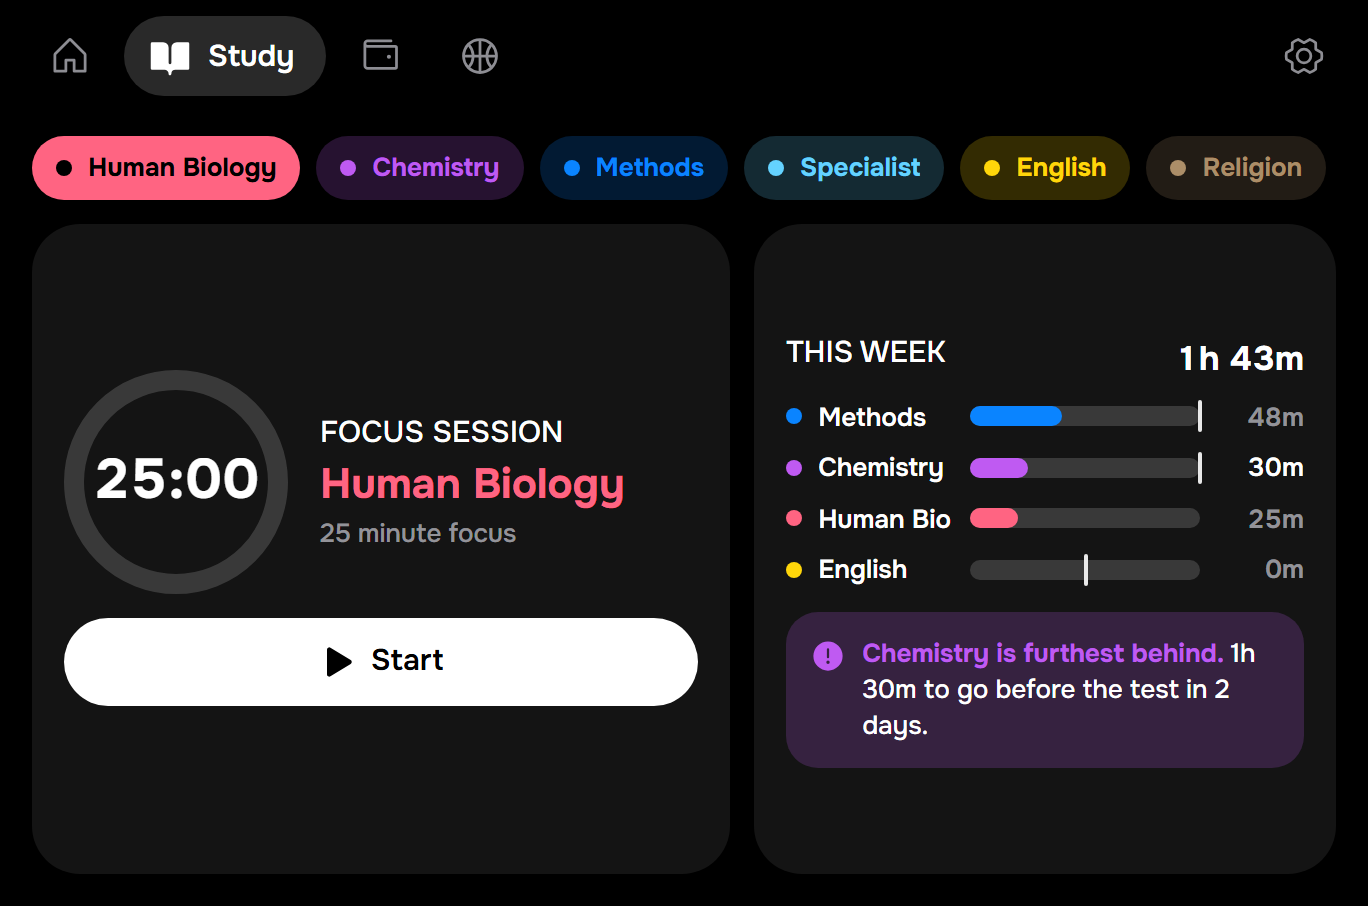 Study
Human Biology
Chemistry
Methods
Specialist
English
Religion
25:00
FOCUS SESSION
Human Biology
25 minute focus
Start
THIS WEEK
1h 43m
Methods 48m
Chemistry 30m
Human Bio 25m
English 0m
Chemistry is furthest behind. 1h
30m to go before the test in 2
days.